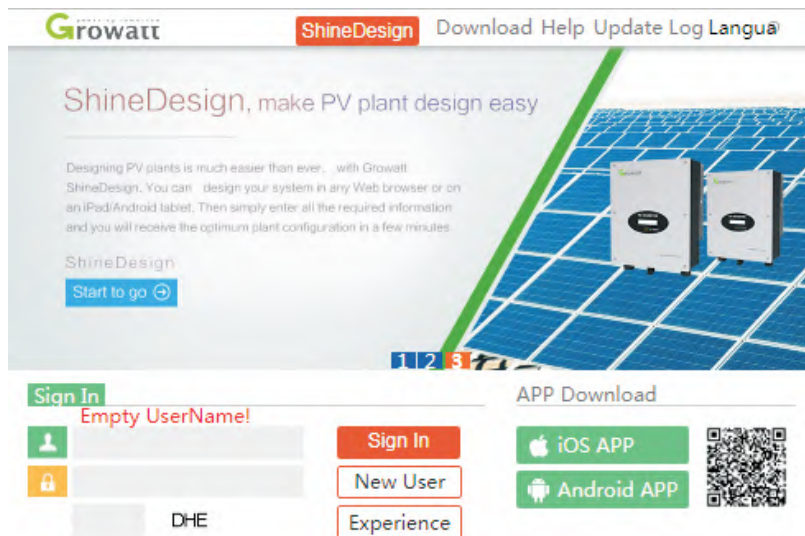 Growatt
ShineDesign Download Help Update Log Langua
ShineDesign, make PV plant design easy
Designing PV plants is much easier than ever, with Growatt
ShineDesign. You can design your system in any Web browser or on
an iPad/Android tablet. Then simply enter all the required information
and you will receive the optimum plant configuration in a few minutes
ShineDesign
Start to go
1 2 3
Sign In
Empty UserName!
Sign In
New User
DHE
Experience
APP Download
iOS APP
Android APP